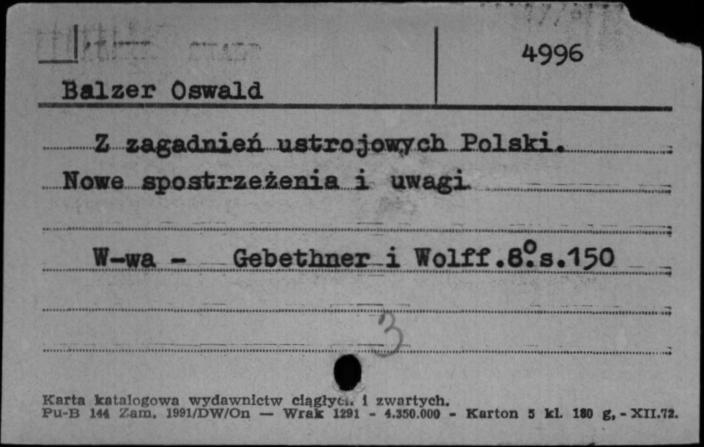 4996
Balzer Oswald
Z zagadnień ustrojowych Polski.
Nowe spostrzeżenia i uwagi
W-wa - Gebethner i Wolff.8°.s.150
3
Karta katalogowa wydawnictw ciągłych i zwartych.
Pu-B 144 Zam. 1991/DW/On — Wrak 1291 - 4.350.000 - Karton 5 kl. 180 g. - XII.72.